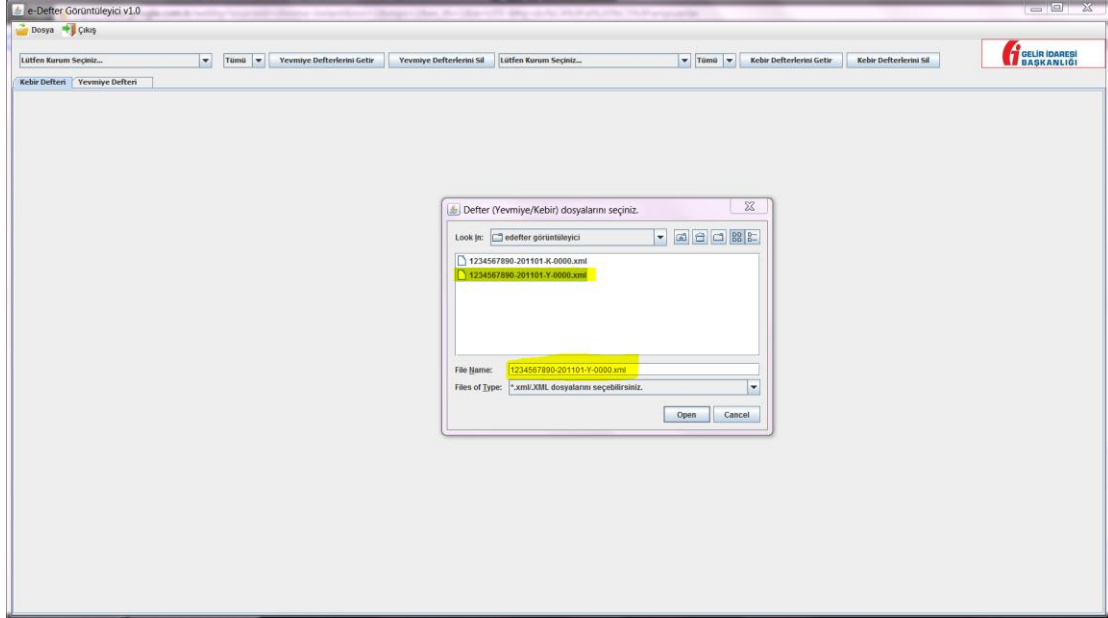 e-Defter Görüntüleyici v1.0
Dosya Çıkış
Lütfen Kurum Seçiniz... Tümü Yevmiye Defterlerini Getir Yevmiye Defterlerini Sil Lütfen Kurum Seçiniz... Tümü Kebir Defterlerini Getir Kebir Defterlerini Sil
GELİR İDARESİ
BAŞKANLIĞI
Kebir Defteri Yevmiye Defteri
Defter (Yevmiye/Kebir) dosyalarını seçiniz.
Look In: edefter görüntüleyici
1234567890-201101-K-0000.xml
1234567890-201101-Y-0000.xml
File Name: 1234567890-201101-Y-0000.xml
Files of Type: *.xml/.XML dosyalarını seçebilirsiniz.
Open Cancel